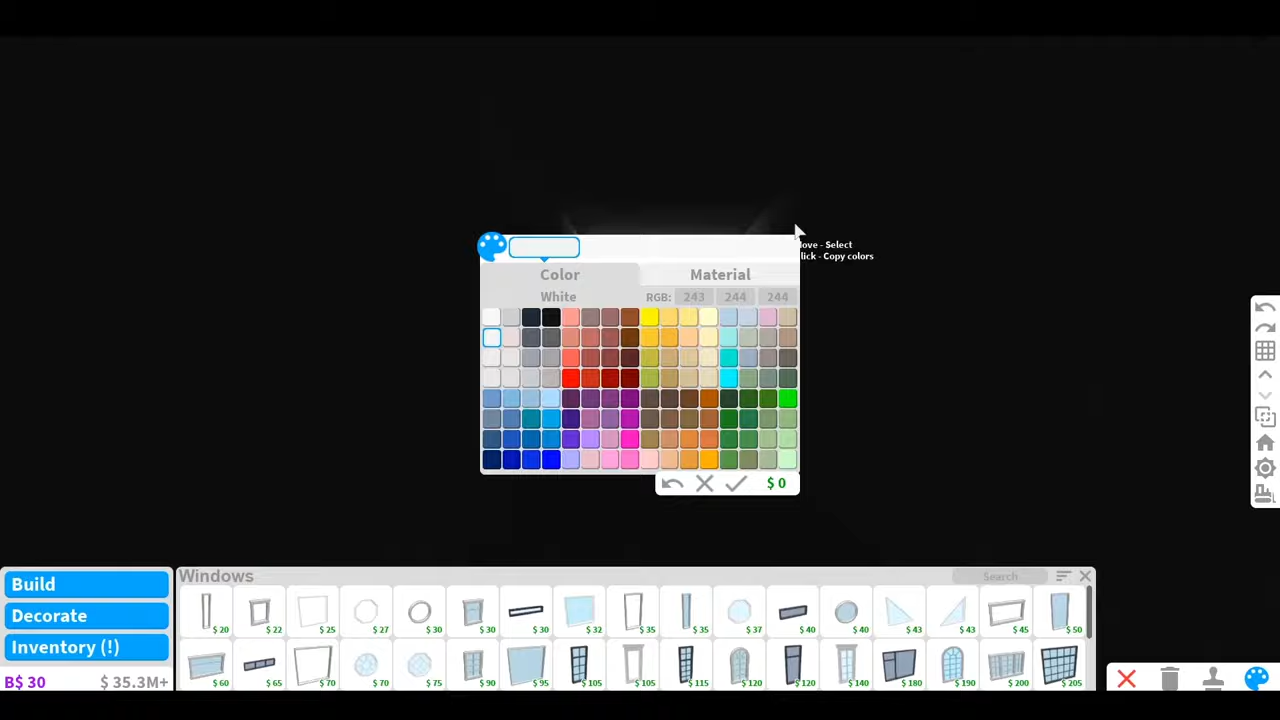 ove - Select
lick - Copy colors
Color
Material
White
RGB: 243 244 244
$ 0
Build
Decorate
Inventory (!)
B$ 30
$ 35.3M+
Windows
Search
$ 20
$ 22
$ 25
$ 27
$ 30
$ 30
$ 30
$ 32
$ 35
$ 35
$ 37
$ 40
$ 40
$ 43
$ 43
$ 45
$ 50
$ 60
$ 65
$ 70
$ 70
$ 75
$ 90
$ 95
$ 105
$ 105
$ 115
$ 120
$ 120
$ 140
$ 180
$ 190
$ 200
$ 205